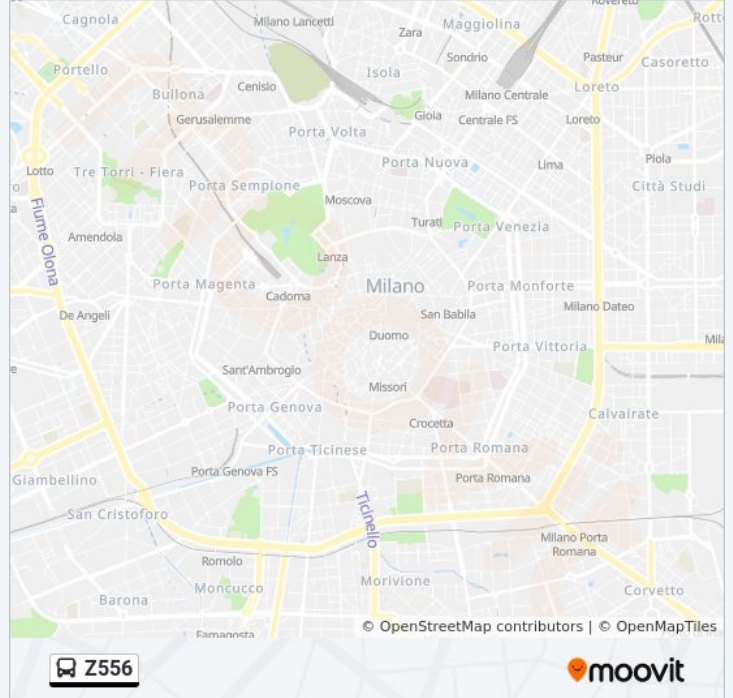 Rovereto
Cagnola
Milano Lancetti
Maggiolina
Zara
Sondrio
Pasteur
Casoretto
Portello
Isola
Loreto
Cenisio
Bullona
Milano Centrale
Gerusalemme
Gioia
Centrale FS
Loreto
Porta Volta
Piola
Lotto
Tre Torri - Fiera
Porta Nuova
Lima
Porta Sempione
Città Studi
Moscova
Fiume Olona
Turati
Porta Venezia
Amendola
Lanza
Porta Magenta
Cadorna
Milano
Porta Monforte
Milano Dateo
De Angeli
San Babila
Duomo
Porta Vittoria
Sant'Ambrogio
Missori
Porta Genova
Calvairate
Crocetta
Porta Ticinese
Porta Romana
Porta Genova FS
Porta Romana
Giambellino
San Cristoforo
Ticinello
Milano Porta
Romana
Romolo
Moncucco
Morivione
Corvetto
Barona
Famagosta
© OpenStreetMap contributors | © OpenMapTiles
Z556
moovit